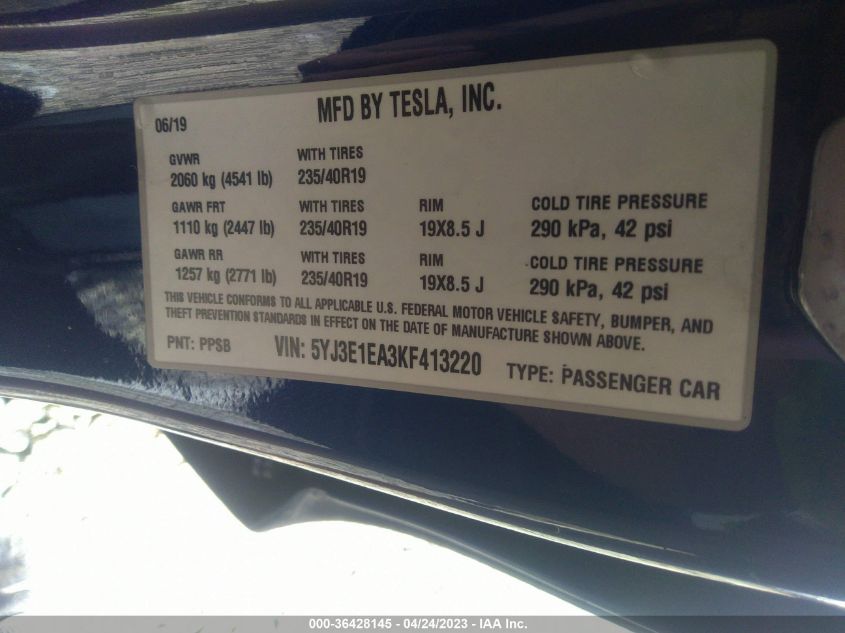 MFD BY TESLA, INC.
06/19
GVWR WITH TIRES
2060 kg (4541 lb) 235/40R19
GAWR FRT WITH TIRES RIM COLD TIRE PRESSURE
1110 kg (2447 lb) 235/40R19 19X8.5 J 290 kPa, 42 psi
GAWR RR WITH TIRES RIM COLD TIRE PRESSURE
1257 kg (2771 lb) 235/40R19 19X8.5 J 290 kPa, 42 psi
THIS VEHICLE CONFORMS TO ALL APPLICABLE U.S. FEDERAL MOTOR VEHICLE SAFETY, BUMPER, AND
THEFT PREVENTION STANDARDS IN EFFECT ON THE DATE OF MANUFACTURE SHOWN ABOVE.
PNT: PPSB VIN: 5YJ3E1EA3KF413220 TYPE: PASSENGER CAR
000-36428145 - 04/24/2023 - IAA Inc.